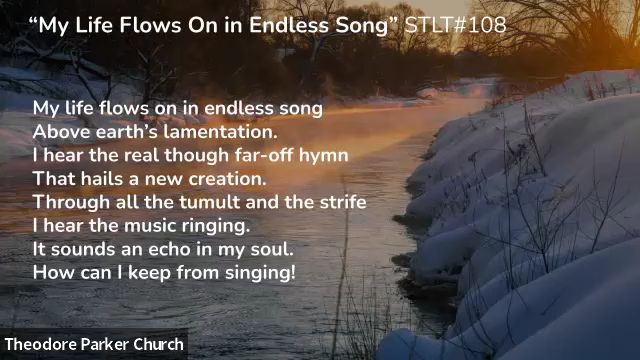 “My Life Flows On in Endless Song” STLT#108
My life flows on in endless song
Above earth’s lamentation.
I hear the real though far-off hymn
That hails a new creation.
Through all the tumult and the strife
I hear the music ringing.
It sounds an echo in my soul.
How can I keep from singing!
Theodore Parker Church